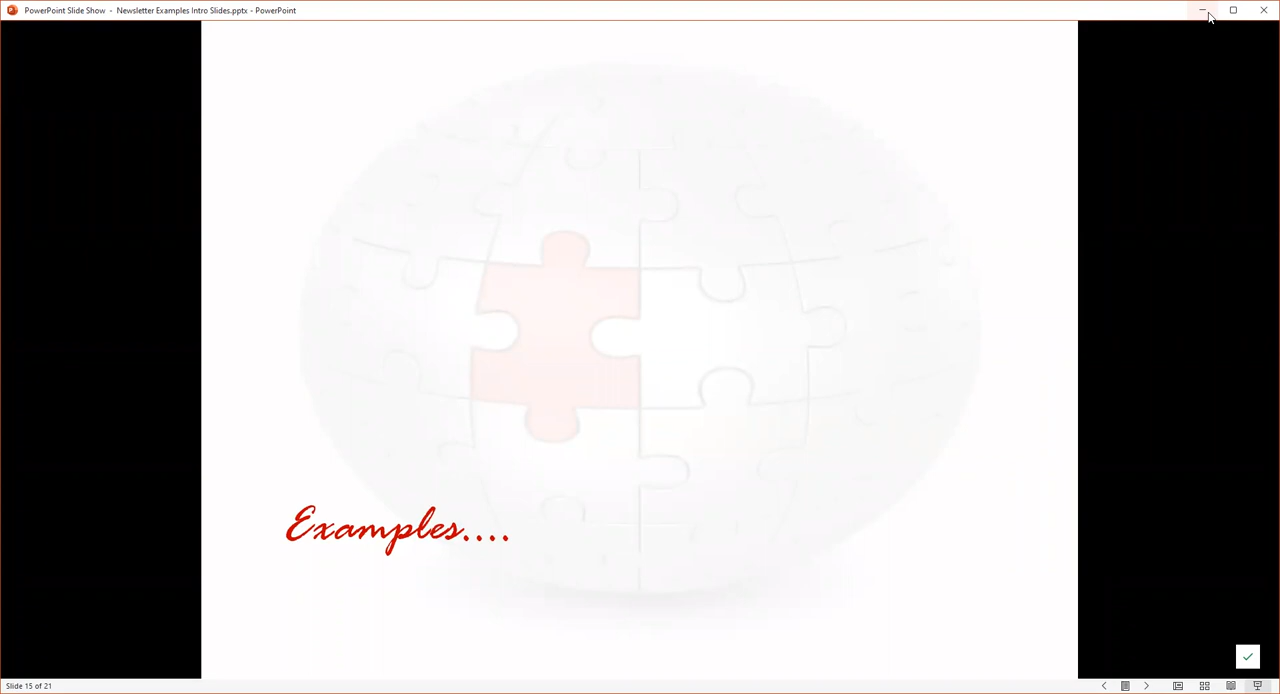 PowerPoint Slide Show - Newsletter Examples Intro Slides.pptx - PowerPoint
Examples....
Slide 15 of 21